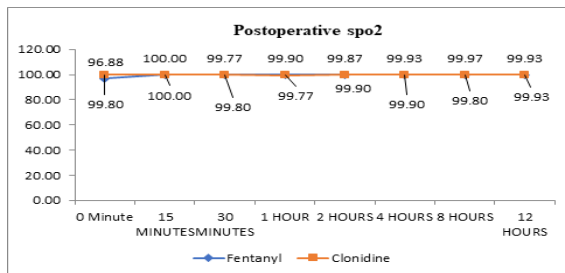 Postoperative spo2
120.00
100.00
80.00
60.00
40.00
20.00
0.00
96.88 100.00 99.77 99.90 99.87 99.93 99.97 99.93
99.80 100.00 99.80 99.77 99.90 99.90 99.80 99.93
0 Minute 15 30 1 HOUR 2 HOURS 4 HOURS 8 HOURS 12
MINUTES MINUTES HOURS
Fentanyl Clonidine